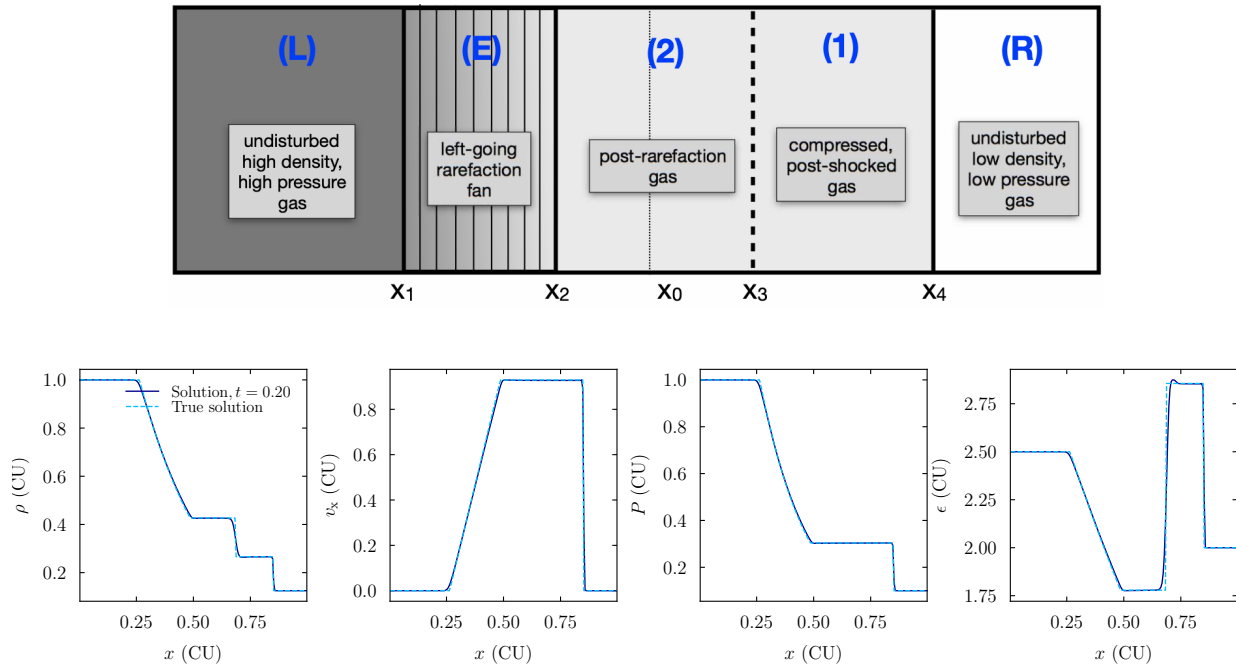 (L)
(E)
(2)
(1)
(R)
undisturbed
high density,
high pressure
gas
left-going
rarefaction
fan
post-rarefaction
gas
compressed,
post-shocked
gas
undisturbed
low density,
low pressure
gas
x₁
x₂
x₀
x₃
x₄
ρ (CU)
1.0
0.8
0.6
0.4
0.2
Solution, t = 0.20
True solution
0.25 0.50 0.75
x (CU)
vₓ (CU)
0.8
0.6
0.4
0.2
0.0
0.25 0.50 0.75
x (CU)
P (CU)
1.0
0.8
0.6
0.4
0.2
0.25 0.50 0.75
x (CU)
ϵ (CU)
2.75
2.50
2.25
2.00
1.75
0.25 0.50 0.75
x (CU)